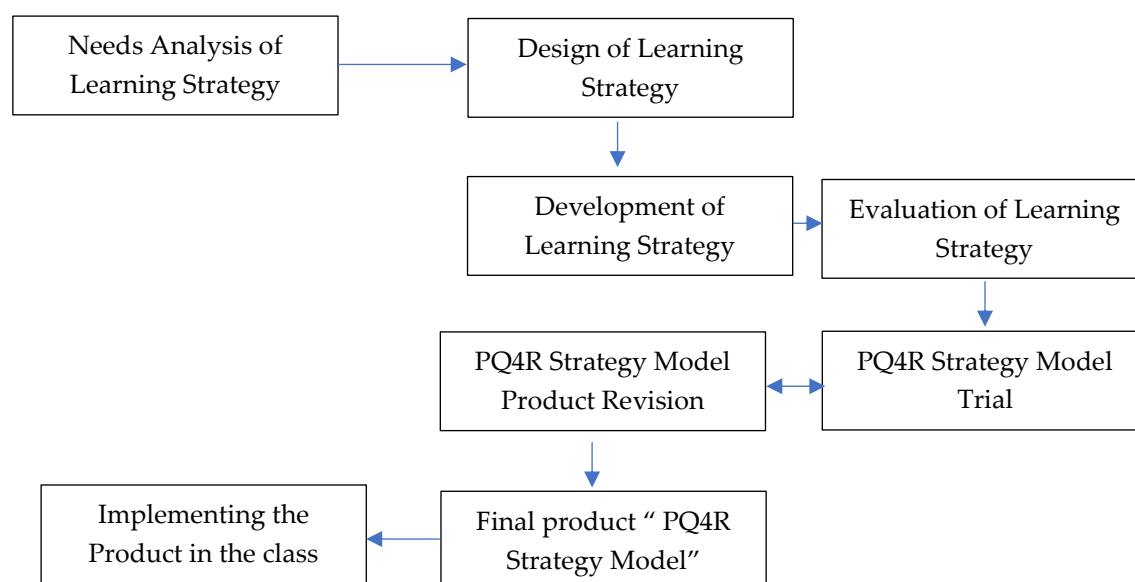 Needs Analysis of
Learning Strategy
Design of Learning
Strategy
Development of
Learning Strategy
Evaluation of Learning
Strategy
PQ4R Strategy Model
Product Revision
PQ4R Strategy Model
Trial
Implementing the
Product in the class
Final product “ PQ4R
Strategy Model”